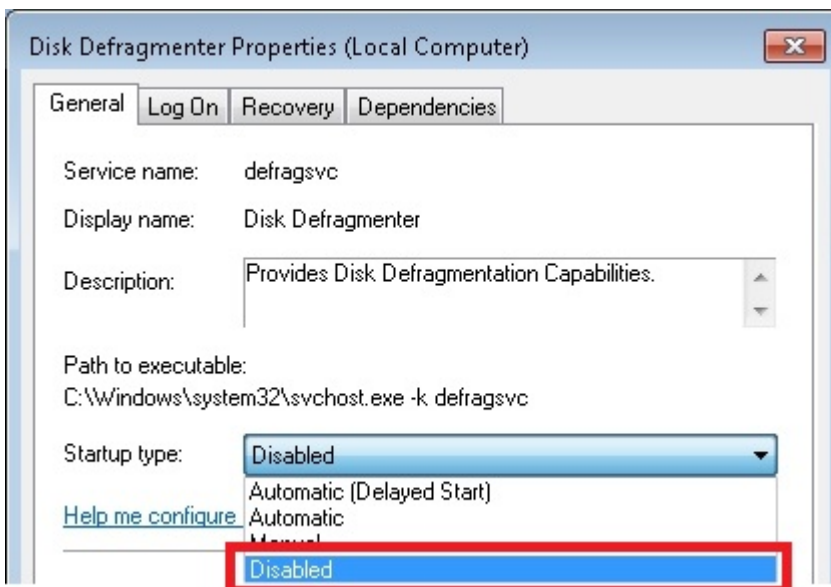 Disk Defragmenter Properties (Local Computer)
General Log On Recovery Dependencies
Service name: defragsvc
Display name: Disk Defragmenter
Description: Provides Disk Defragmentation Capabilities.
Path to executable:
C:\Windows\system32\svchost.exe -k defragsvc
Startup type: Disabled
Automatic (Delayed Start)
Help me configure Automatic
Manual
Disabled